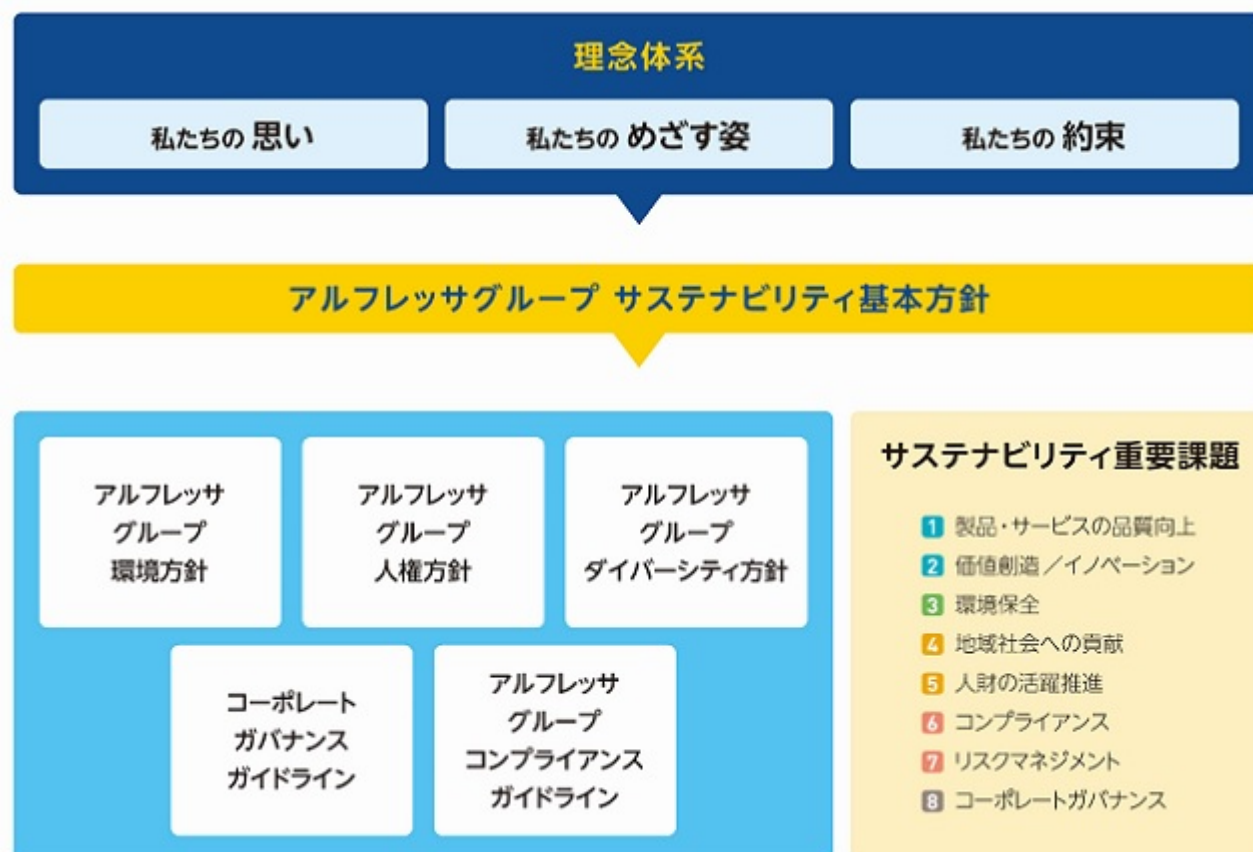 理念体系
私たちの 思い
私たちの めざす姿
私たちの 約束
アルフレッサグループ サステナビリティ基本方針
アルフレッサ
グループ
環境方針
アルフレッサ
グループ
人権方針
アルフレッサ
グループ
ダイバーシティ方針
コーポレート
ガバナンス
ガイドライン
アルフレッサ
グループ
コンプライアンス
ガイドライン
サステナビリティ重要課題
1 製品・サービスの品質向上
2 価値創造／イノベーション
3 環境保全
4 地域社会への貢献
5 人財の活躍推進
6 コンプライアンス
7 リスクマネジメント
8 コーポレートガバナンス